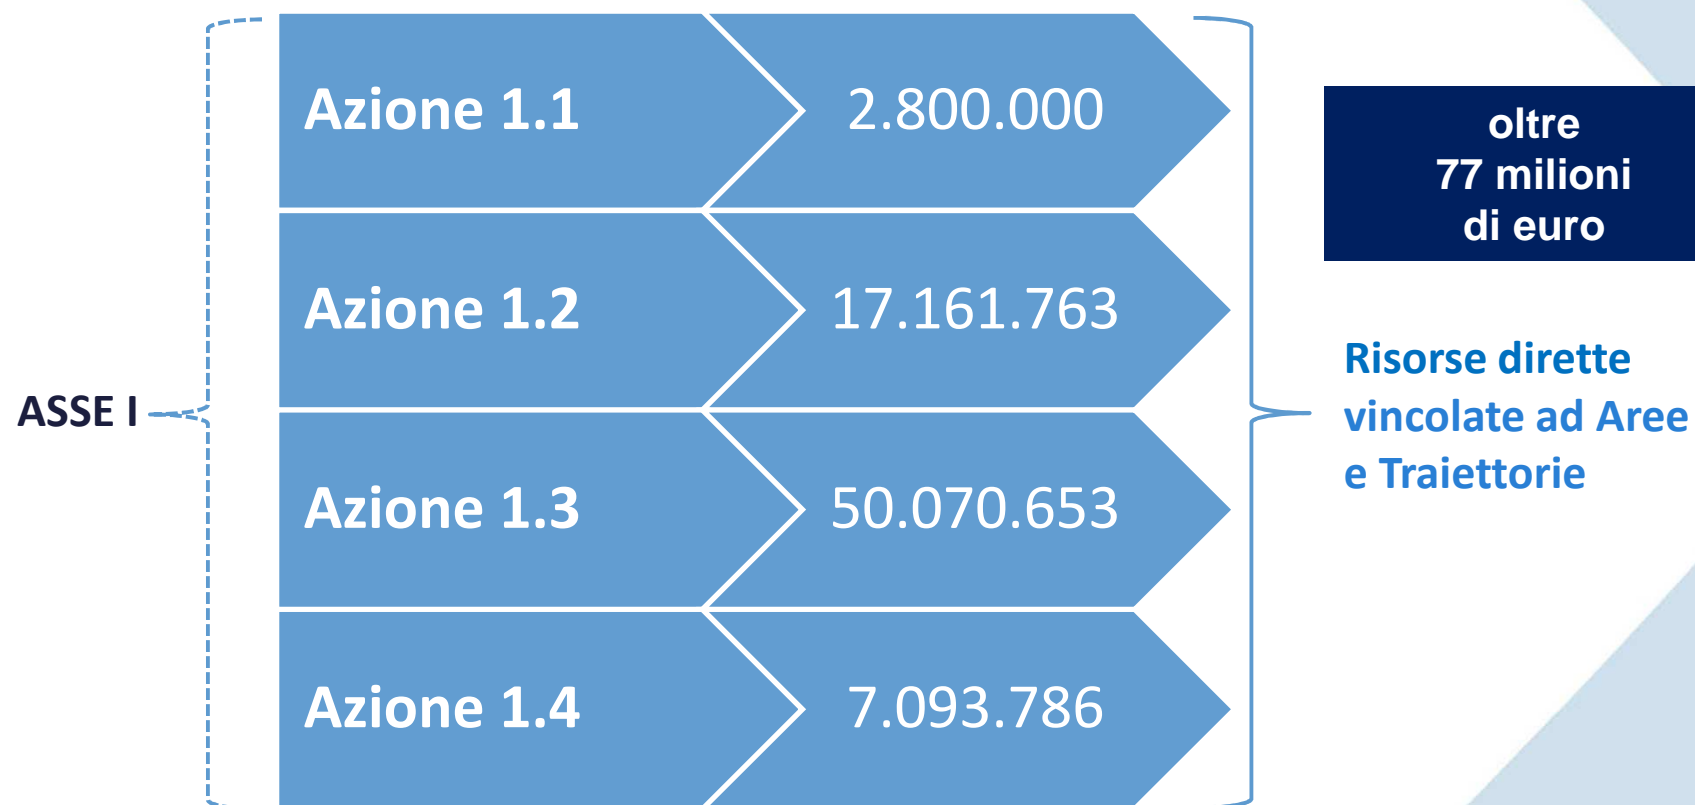 ASSE I
Azione 1.1
2.800.000
Azione 1.2
17.161.763
Azione 1.3
50.070.653
Azione 1.4
7.093.786
oltre
77 milioni
di euro
Risorse dirette
vincolate ad Aree
e Traiettorie